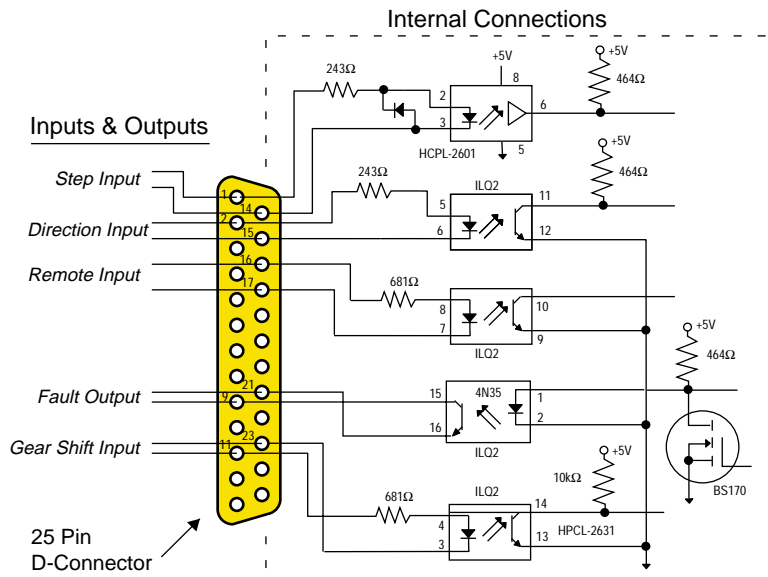 Internal Connections
+5V
+5V
243Ω
8
464Ω
2
6
3
Inputs & Outputs
HCPL-2601
5
+5V
Step Input
243Ω
ILQ2
464Ω
1
14
5
11
2
Direction Input
15
6
12
16
Remote Input
17
681Ω
8
10
7
9
+5V
ILQ2
464Ω
21
Fault Output
9
15
4N35
1
16
2
23
Gear Shift Input
11
ILQ2
+5V
ILQ2
10kΩ
BS170
681Ω
14
4
HPCL-2631
3
13
25 Pin
D-Connector